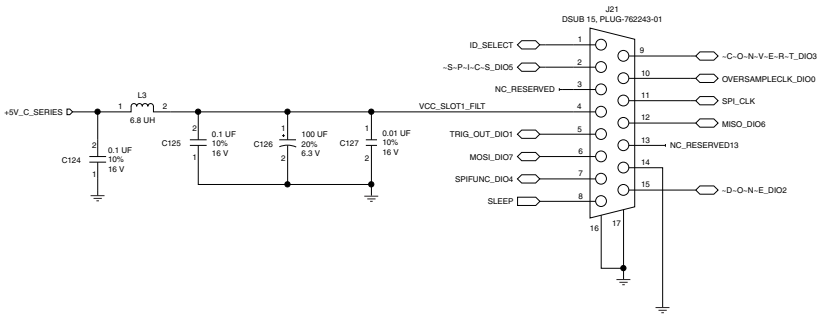 J21
DSUB 15, PLUG-762243-01
ID_SELECT 1
9 ~C~O~N~V~E~R~T_DIO3
~S~P~I~C~S_DIO5 2
10 OVERSAMPLECLK_DIO0
NC_RESERVED 3
11 SPI_CLK
+5V_C_SERIES 1 L3 2 VCC_SLOT1_FILT 4
6.8 UH
12 MISO_DIO6
TRIG_OUT_DIO1 5
13 NC_RESERVED13
MOSI_DIO7 6
14
SPIFUNC_DIO4 7
15 ~D~O~N~E_DIO2
SLEEP 8
16 17
2
C124 0.1 UF
10%
16 V
1
2
C125 0.1 UF
10%
16 V
1
1
+
C126 100 UF
20%
6.3 V
2
1
C127 0.01 UF
10%
16 V
2